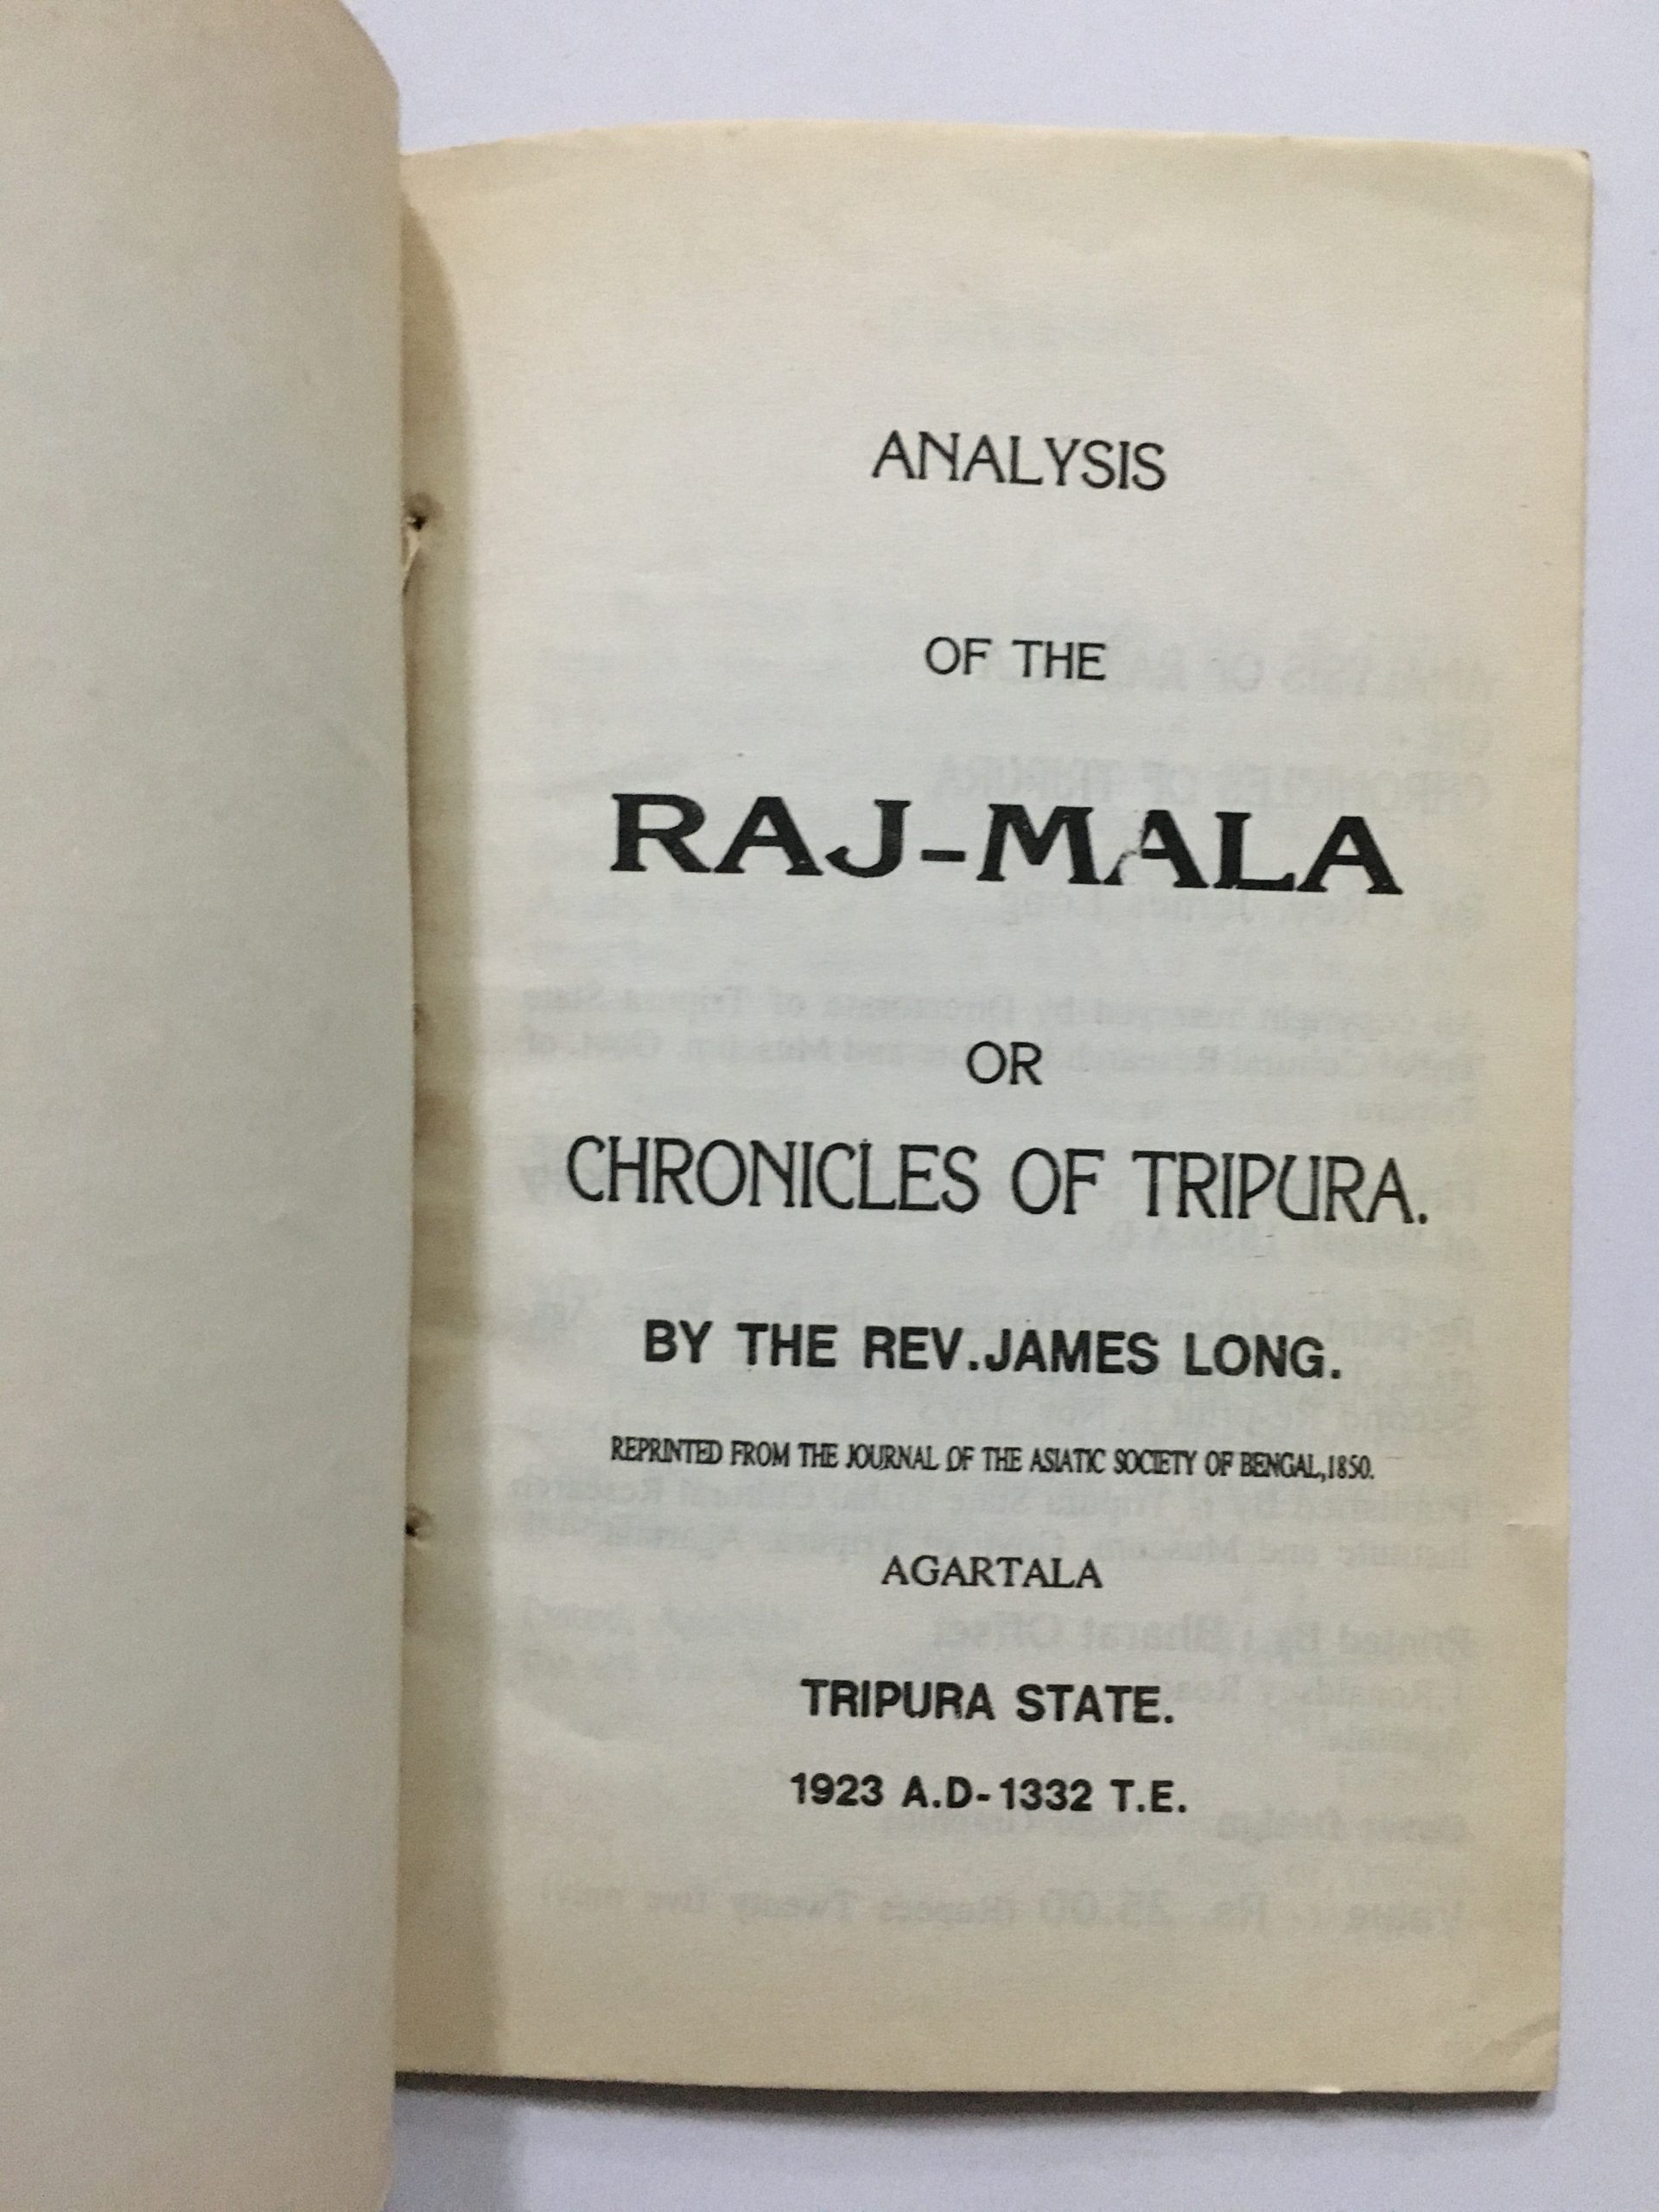 ANALYSIS
OF THE
RAJ-MALA
OR
CHRONICLES OF TRIPURA.
BY THE REV.JAMES LONG.
REPRINTED FROM THE JOURNAL OF THE ASIATIC SOCIETY OF BENGAL,1850.
AGARTALA
TRIPURA STATE.
1923 A.D-1332 T.E.